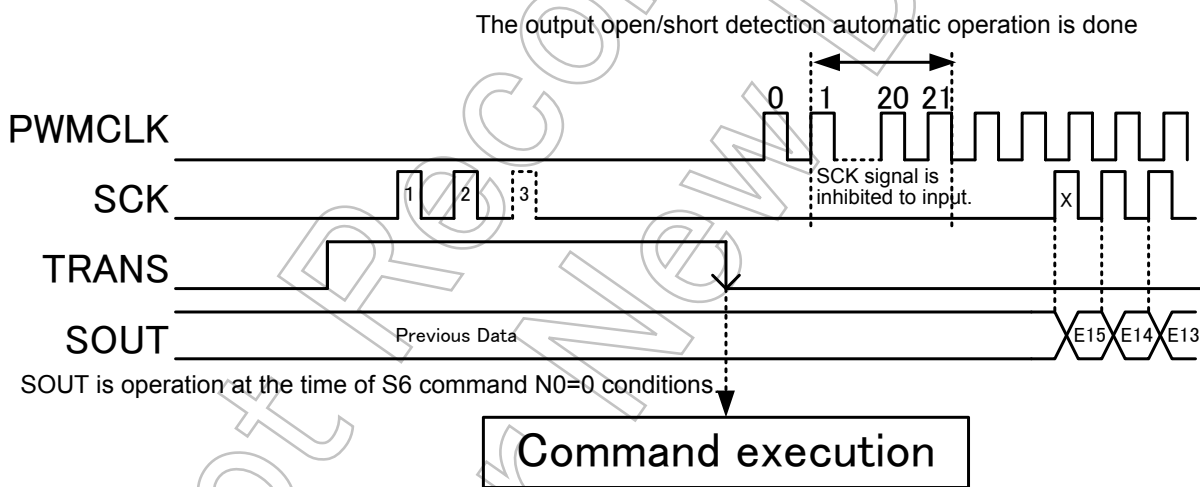 The output open/short detection automatic operation is done
0 1 20 21
PWMCLK
SCK signal is
inhibited to input.
SCK
1 2 3 X
TRANS
SOUT
Previous Data
E15 E14 E13
SOUT is operation at the time of S6 command N0=0 conditions.
Command execution